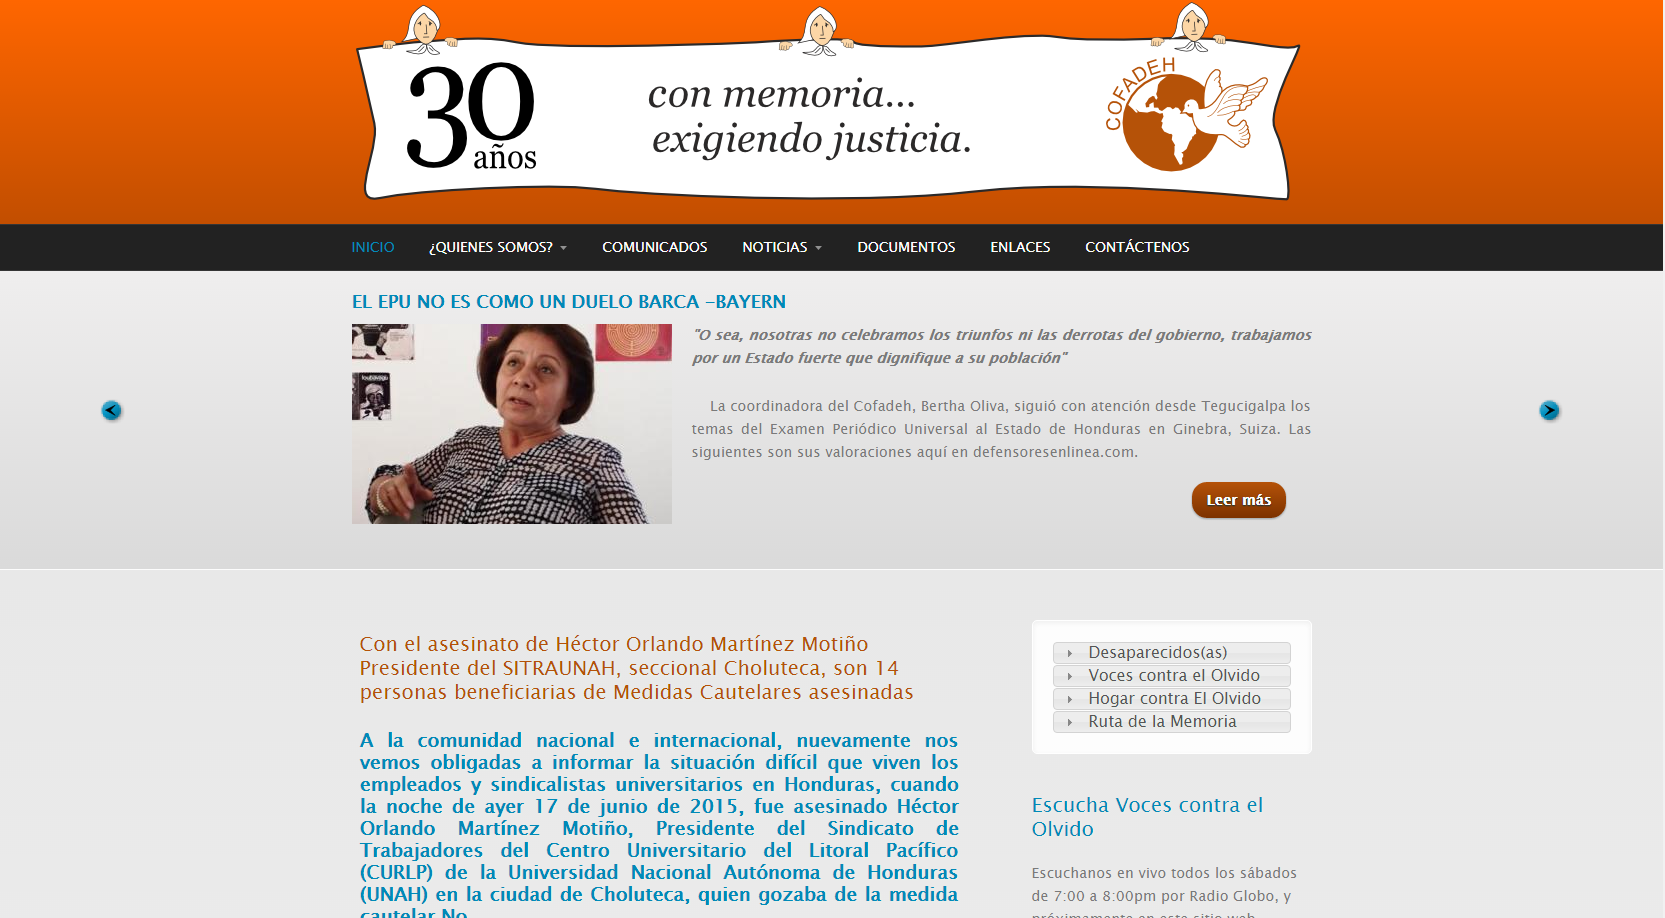 30
años
con memoria...
exigiendo justicia.
COFADEH
INICIO
¿QUIENES SOMOS?
COMUNICADOS
NOTICIAS
DOCUMENTOS
ENLACES
CONTÁCTENOS
EL EPU NO ES COMO UN DUELO BARCA –BAYERN
"O sea, nosotras no celebramos los triunfos ni las derrotas del gobierno, trabajamos
por un Estado fuerte que dignifique a su población"
La coordinadora del Cofadeh, Bertha Oliva, siguió con atención desde Tegucigalpa los
temas del Examen Periódico Universal al Estado de Honduras en Ginebra, Suiza. Las
siguientes son sus valoraciones aquí en defensoresenlinea.com.
Leer más
Con el asesinato de Héctor Orlando Martínez Motiño
Presidente del SITRAUNAH, seccional Choluteca, son 14
personas beneficiarias de Medidas Cautelares asesinadas
A la comunidad nacional e internacional, nuevamente nos
vemos obligadas a informar la situación difícil que viven los
empleados y sindicalistas universitarios en Honduras, cuando
la noche de ayer 17 de junio de 2015, fue asesinado Héctor
Orlando Martínez Motiño, Presidente del Sindicato de
Trabajadores del Centro Universitario del Litoral Pacífico
(CURLP) de la Universidad Nacional Autónoma de Honduras
(UNAH) en la ciudad de Choluteca, quien gozaba de la medida
cautelar No
Desaparecidos(as)
Voces contra el Olvido
Hogar contra El Olvido
Ruta de la Memoria
Escucha Voces contra el
Olvido
Escuchanos en vivo todos los sábados
de 7:00 a 8:00pm por Radio Globo, y
próximamente en este sitio web